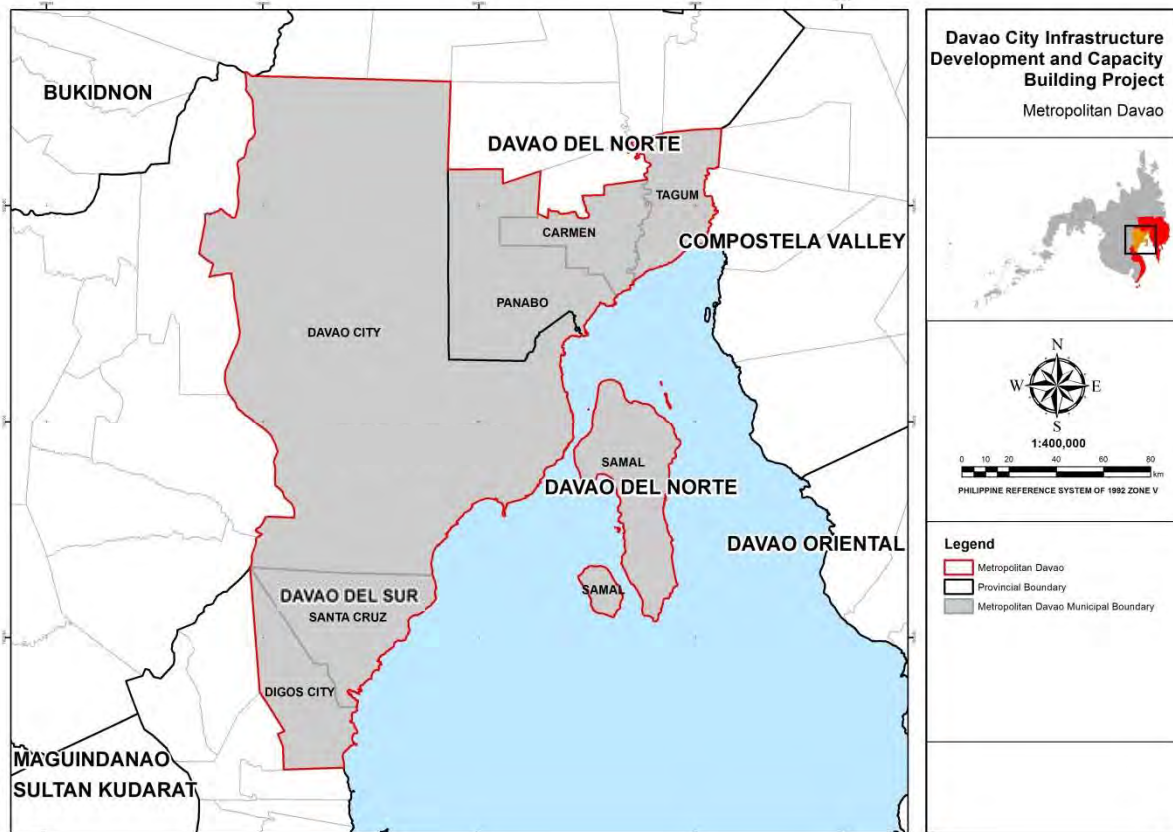 BUKIDNON
DAVAO DEL NORTE
TAGUM
CARMEN
COMPOSTELA VALLEY
PANABO
DAVAO CITY
SAMAL
DAVAO DEL NORTE
DAVAO ORIENTAL
SAMAL
DAVAO DEL SUR
SANTA CRUZ
DIGOS CITY
MAGUINDANAO
SULTAN KUDARAT
Davao City Infrastructure
Development and Capacity
Building Project
Metropolitan Davao
N
W E
S
1:400,000
0 10 20 40 60 80
km
PHILIPPINE REFERENCE SYSTEM OF 1992 ZONE V
Legend
Metropolitan Davao
Provincial Boundary
Metropolitan Davao Municipal Boundary